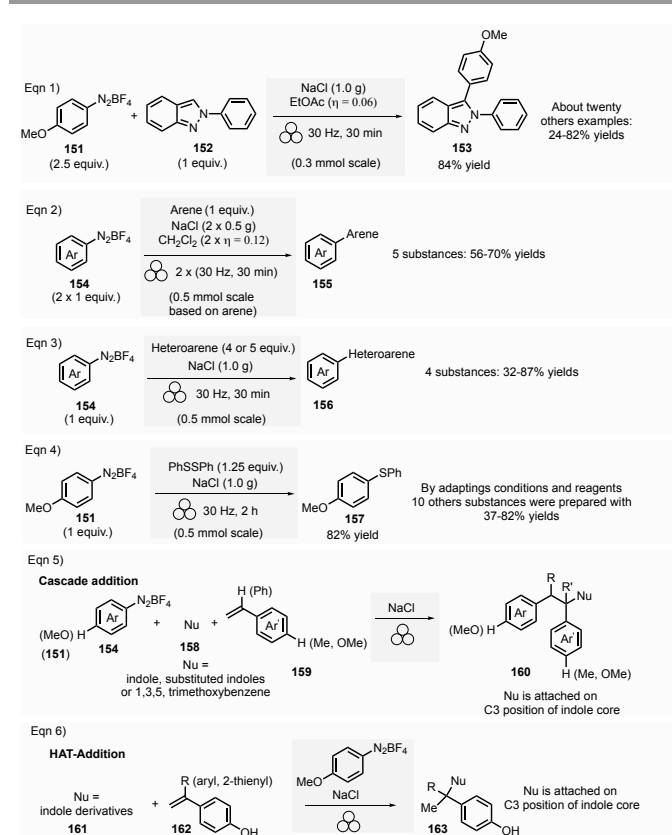 Eqn 1)
OMe
N2BF4
MeO
151
(2.5 equiv.)
+
N
N
152
(1 equiv.)
NaCl (1.0 g)
EtOAc (η = 0.06)
30 Hz, 30 min
(0.3 mmol scale)
N
N
153
84% yield
About twenty
others examples:
24-82% yields
Eqn 2)
N2BF4
Ar
154
(2 x 1 equiv.)
Arene (1 equiv.)
NaCl (2 x 0.5 g)
CH2Cl2 (2 x η = 0.12)
2 x (30 Hz, 30 min)
(0.5 mmol scale
based on arene)
Arene
Ar
155
5 substances: 56-70% yields
Eqn 3)
N2BF4
Ar
154
(1 equiv.)
Heteroarene (4 or 5 equiv.)
NaCl (1.0 g)
30 Hz, 30 min
(0.5 mmol scale)
Heteroarene
Ar
156
4 substances: 32-87% yields
Eqn 4)
N2BF4
MeO
151
(1 equiv.)
PhSSPh (1.25 equiv.)
NaCl (1.0 g)
30 Hz, 2 h
(0.5 mmol scale)
SPh
MeO
157
82% yield
By adaptings conditions and reagents
10 others substances were prepared with
37-82% yields
Eqn 5)
Cascade addition
N2BF4
Ar
(MeO) H
(151) 154
+
Nu
158
Nu =
indole, substituted indoles
or 1,3,5, trimethoxybenzene
+
H (Ph)
Ar'
H (Me, OMe)
159
NaCl
R
R'
Nu
Ar
(MeO) H
Ar'
160
H (Me, OMe)
Nu is attached on
C3 position of indole core
Eqn 6)
HAT-Addition
Nu =
indole derivatives
161
+
R (aryl, 2-thienyl)
OH
162
N2BF4
MeO
NaCl
R
Nu
Me
OH
163
Nu is attached on
C3 position of indole core